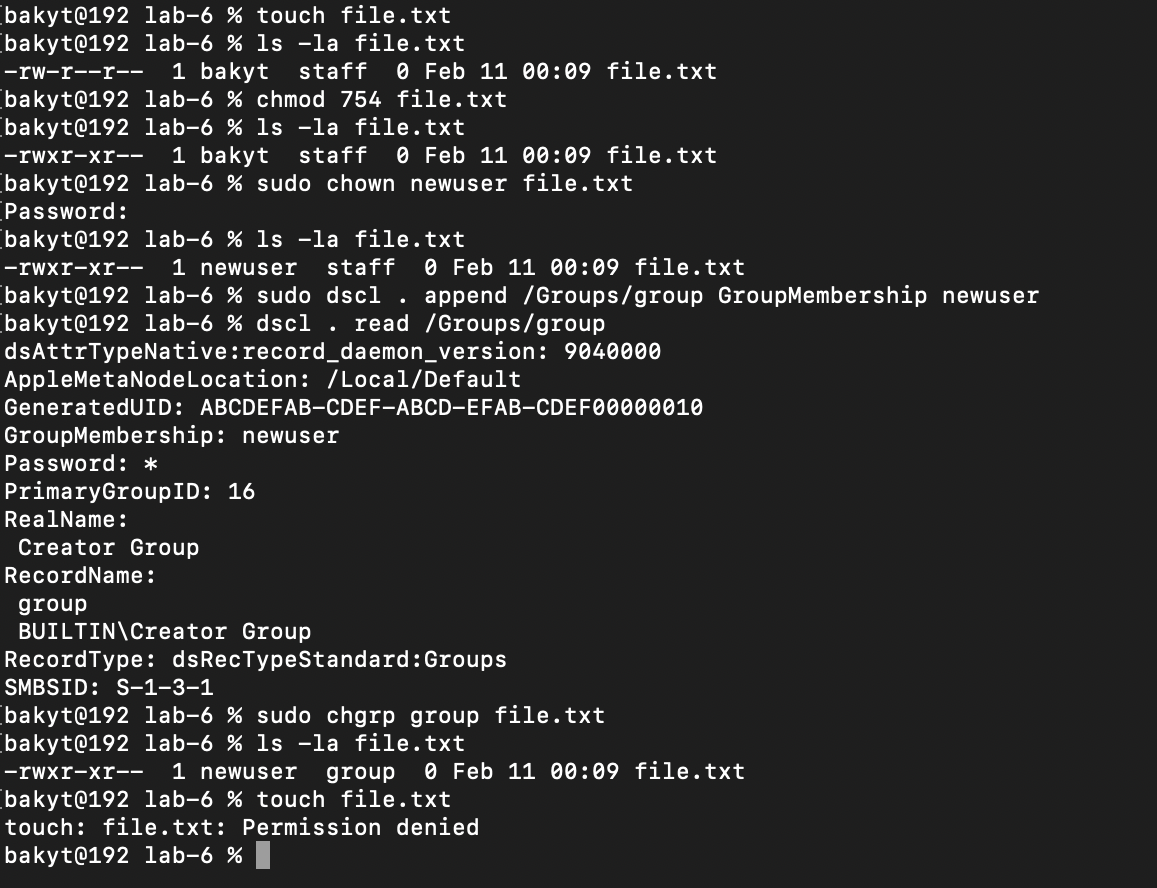 [bakyt@192 lab-6 % touch file.txt
[bakyt@192 lab-6 % ls -la file.txt
-rw-r--r--  1 bakyt  staff  0 Feb 11 00:09 file.txt
[bakyt@192 lab-6 % chmod 754 file.txt
[bakyt@192 lab-6 % ls -la file.txt
-rwxr-xr--  1 bakyt  staff  0 Feb 11 00:09 file.txt
[bakyt@192 lab-6 % sudo chown newuser file.txt
[Password:
[bakyt@192 lab-6 % ls -la file.txt
-rwxr-xr--  1 newuser  staff  0 Feb 11 00:09 file.txt
[bakyt@192 lab-6 % sudo dscl . append /Groups/group GroupMembership newuser
[bakyt@192 lab-6 % dscl . read /Groups/group
dsAttrTypeNative:record_daemon_version: 9040000
AppleMetaNodeLocation: /Local/Default
GeneratedUID: ABCDEFAB-CDEF-ABCD-EFAB-CDEF00000010
GroupMembership: newuser
Password: *
PrimaryGroupID: 16
RealName:
 Creator Group
RecordName:
 group
 BUILTIN\Creator Group
RecordType: dsRecTypeStandard:Groups
SMBSID: S-1-3-1
[bakyt@192 lab-6 % sudo chgrp group file.txt
[bakyt@192 lab-6 % ls -la file.txt
-rwxr-xr--  1 newuser  group  0 Feb 11 00:09 file.txt
[bakyt@192 lab-6 % touch file.txt
touch: file.txt: Permission denied
bakyt@192 lab-6 %